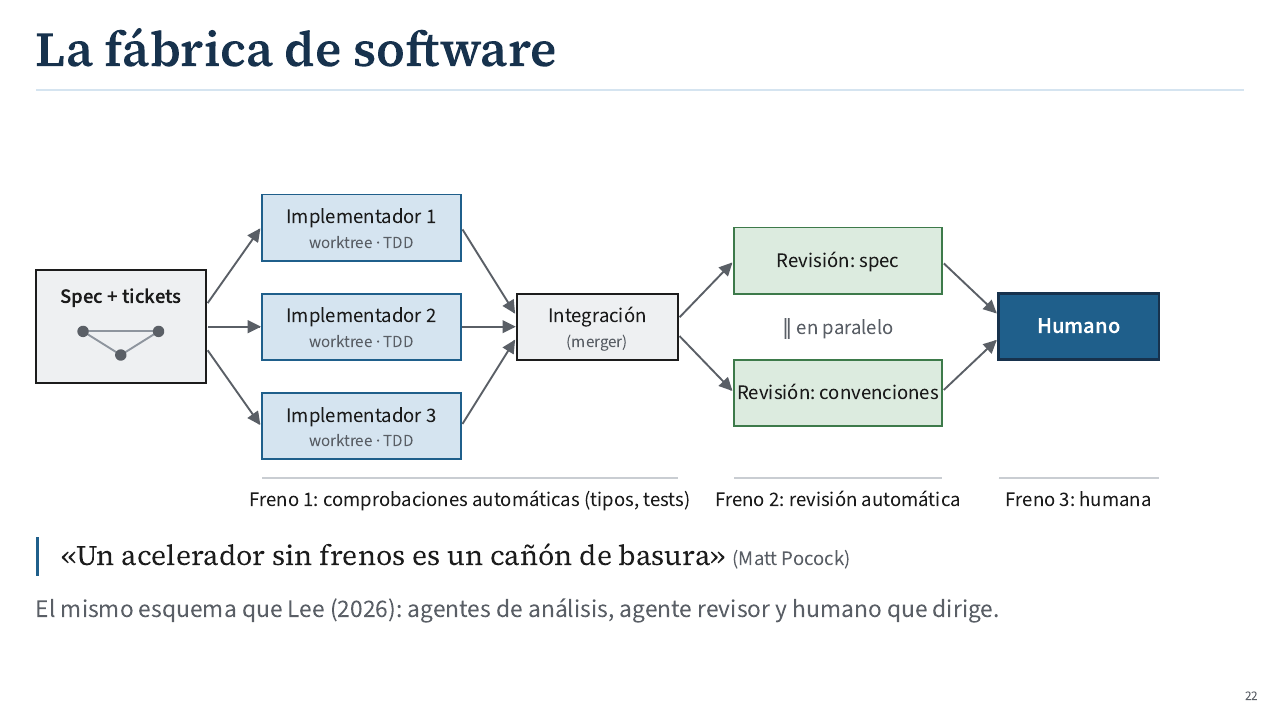 La fábrica de software
Spec + tickets
Implementador 1
worktree · TDD
Implementador 2
worktree · TDD
Implementador 3
worktree · TDD
Integración
(merger)
Revisión: spec
‖ en paralelo
Revisión: convenciones
Humano
Freno 1: comprobaciones automáticas (tipos, tests)
Freno 2: revisión automática
Freno 3: humana
«Un acelerador sin frenos es un cañón de basura» (Matt Pocock)
El mismo esquema que Lee (2026): agentes de análisis, agente revisor y humano que dirige.
22